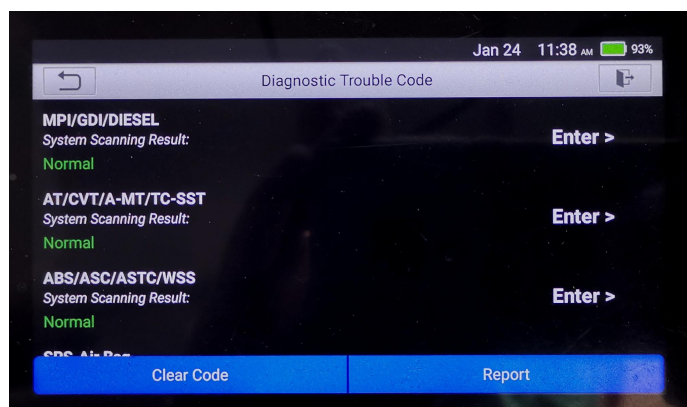 Jan 24 11:38 AM 93%
Diagnostic Trouble Code
MPI/GDI/DIESEL
System Scanning Result:
Enter >
Normal
AT/CVT/A-MT/TC-SST
System Scanning Result:
Enter >
Normal
ABS/ASC/ASTC/WSS
System Scanning Result:
Enter >
Normal
Clear Code Report